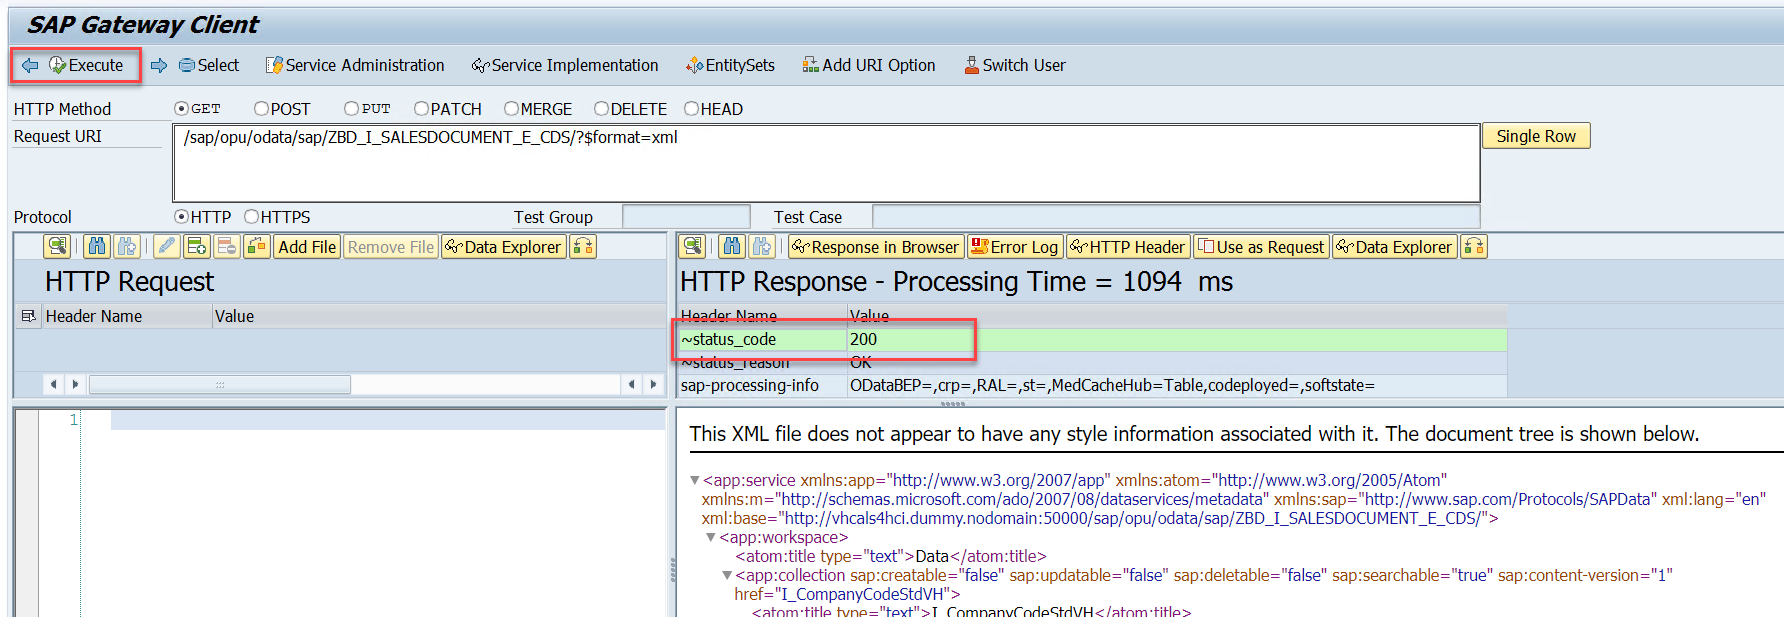 SAP Gateway Client
Execute Select Service Administration Service Implementation EntitySets Add URI Option Switch User
HTTP Method GET POST PUT PATCH MERGE DELETE HEAD
Request URI /sap/opu/odata/sap/ZBD_I_SALESDOCUMENT_E_CDS/?$format=xml Single Row
Protocol HTTP HTTPS Test Group Test Case
Add File Remove File Data Explorer
HTTP Request
Header Name Value
1
Response in Browser Error Log HTTP Header Use as Request Data Explorer
HTTP Response - Processing Time = 1094 ms
Header Name Value
~status_code 200
~status_reason OK
sap-processing-info ODataBEP=,crp=,RAL=,st=,MedCacheHub=Table,codeployed=,softstate=
This XML file does not appear to have any style information associated with it. The document tree is shown below.
<app:service xmlns:app="http://www.w3.org/2007/app" xmlns:atom="http://www.w3.org/2005/Atom"
xmlns:m="http://schemas.microsoft.com/ado/2007/08/dataservices/metadata" xmlns:sap="http://www.sap.com/Protocols/SAPData" xml:lang="en"
xml:base="http://vhcals4hci.dummy.nodomain:50000/sap/opu/odata/sap/ZBD_I_SALESDOCUMENT_E_CDS/">
<app:workspace>
<atom:title type="text">Data</atom:title>
<app:collection sap:creatable="false" sap:updatable="false" sap:deletable="false" sap:searchable="true" sap:content-version="1"
href="I_CompanyCodeStdVH">
<atom:title type="text">I_CompanyCodeStdVH</atom:title>